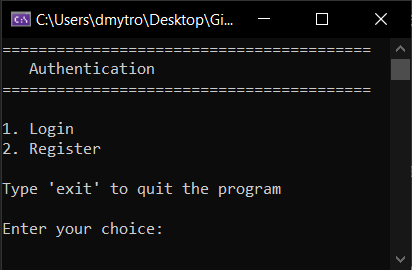 C:\Users\dmytro\Desktop\Gi...
=========================================
Authentication
=========================================
1. Login
2. Register
Type 'exit' to quit the program
Enter your choice: